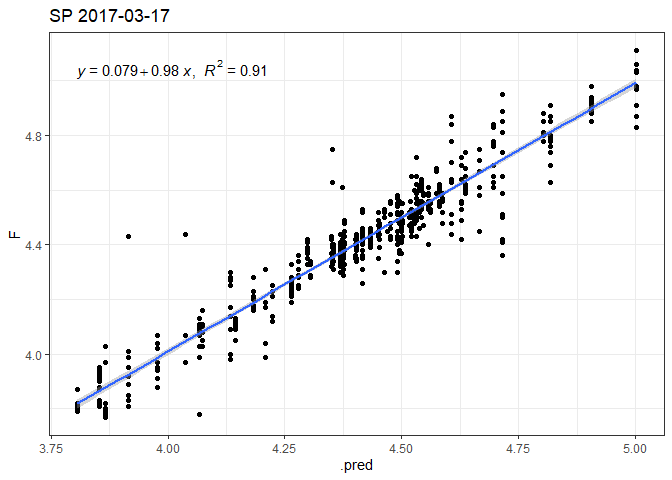 SP 2017-03-17
y = 0.079 + 0.98 x, R² = 0.91
4.8
4.4
4.0
F
3.75 4.00 4.25 4.50 4.75 5.00
.pred